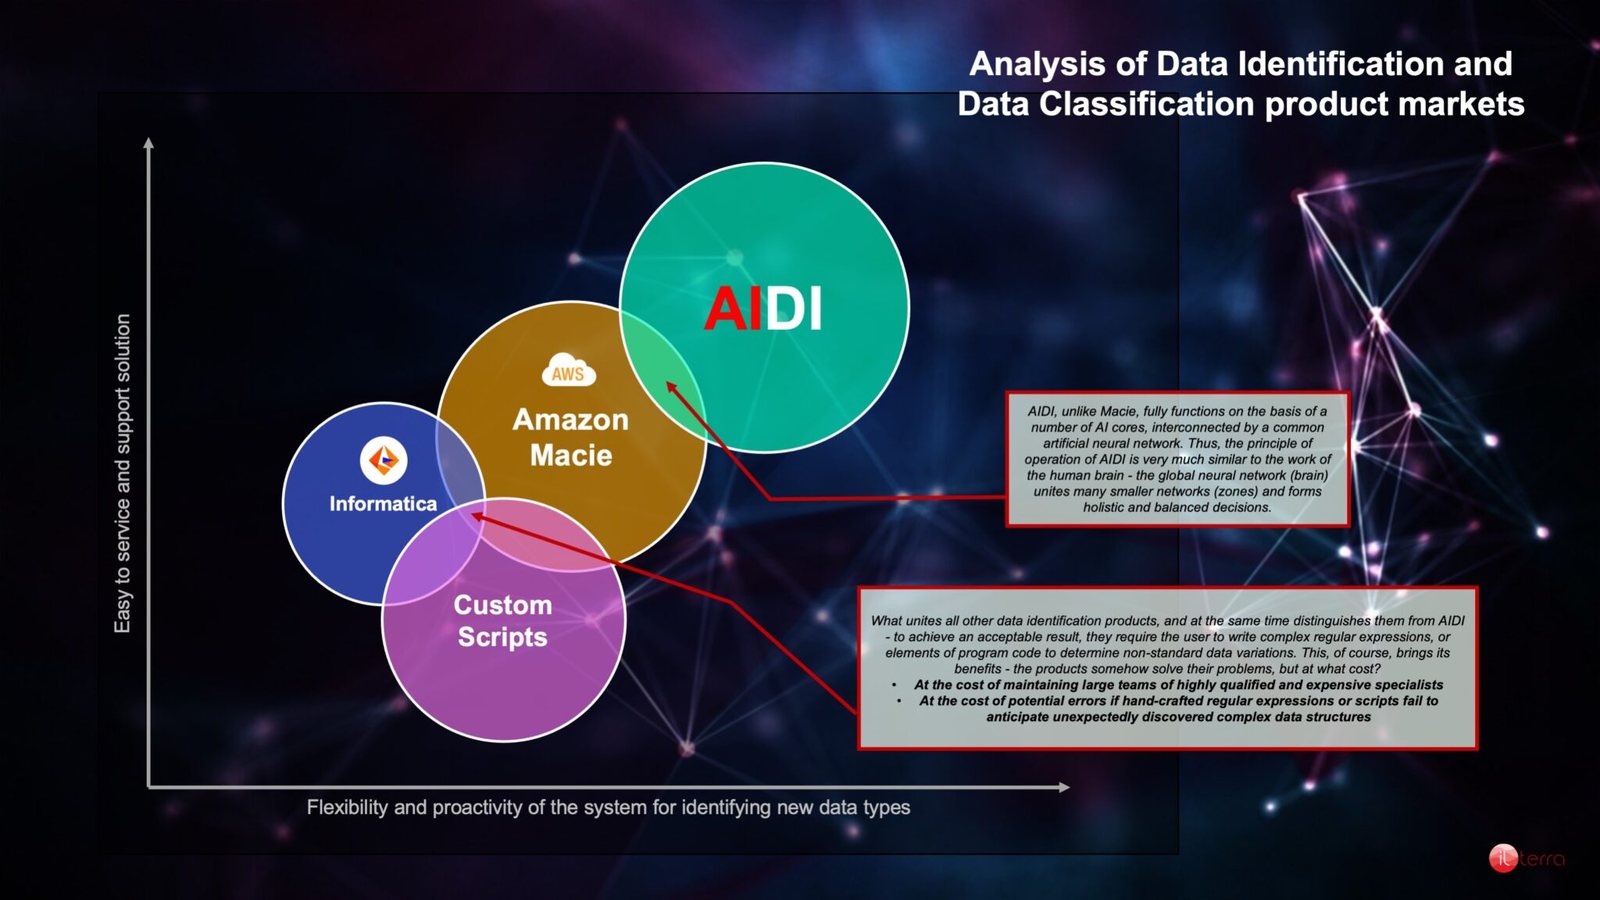 Analysis of Data Identification and
Data Classification product markets
Easy to service and support solution
AIDI
AWS
Amazon
Macie
Informatica
Custom
Scripts
AIDI, unlike Macie, fully functions on the basis of a
number of AI cores, interconnected by a common
artificial neural network. Thus, the principle of
operation of AIDI is very much similar to the work of
the human brain - the global neural network (brain)
unites many smaller networks (zones) and forms
holistic and balanced decisions.
What unites all other data identification products, and at the same time distinguishes them from AIDI
- to achieve an acceptable result, they require the user to write complex regular expressions, or
elements of program code to determine non-standard data variations. This, of course, brings its
benefits - the products somehow solve their problems, but at what cost?
• At the cost of maintaining large teams of highly qualified and expensive specialists
• At the cost of potential errors if hand-crafted regular expressions or scripts fail to
anticipate unexpectedly discovered complex data structures
Flexibility and proactivity of the system for identifying new data types
it terra